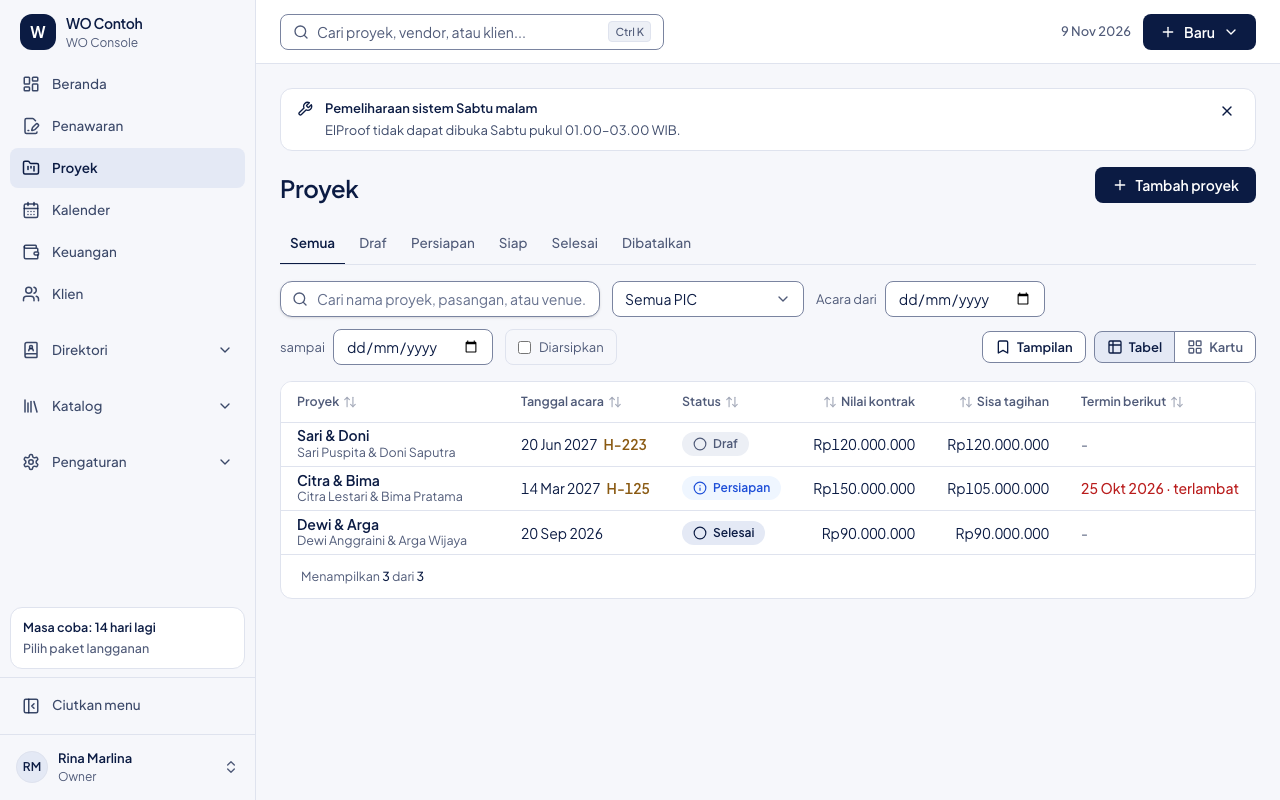 W
WO Contoh
WO Console
Beranda
Penawaran
Proyek
Kalender
Keuangan
Klien
Direktori
Katalog
Pengaturan
Masa coba: 14 hari lagi
Pilih paket langganan
Ciutkan menu
RM
Rina Marlina
Owner
Cari proyek, vendor, atau klien...
Ctrl K
9 Nov 2026
Baru
Pemeliharaan sistem Sabtu malam
ElProof tidak dapat dibuka Sabtu pukul 01.00–03.00 WIB.
Proyek
Tambah proyek
Semua Draf Persiapan Siap Selesai Dibatalkan
Cari nama proyek, pasangan, atau venue.
Semua PIC
Acara dari
dd/mm/yyyy
sampai
dd/mm/yyyy
Diarsipkan
Tampilan
Tabel
Kartu
Proyek Tanggal acara Status Nilai kontrak Sisa tagihan Termin berikut
Sari & Doni
Sari Puspita & Doni Saputra
20 Jun 2027 H-223 Draf Rp120.000.000 Rp120.000.000 -
Citra & Bima
Citra Lestari & Bima Pratama
14 Mar 2027 H-125 Persiapan Rp150.000.000 Rp105.000.000 25 Okt 2026 · terlambat
Dewi & Arga
Dewi Anggraini & Arga Wijaya
20 Sep 2026 Selesai Rp90.000.000 Rp90.000.000 -
Menampilkan 3 dari 3